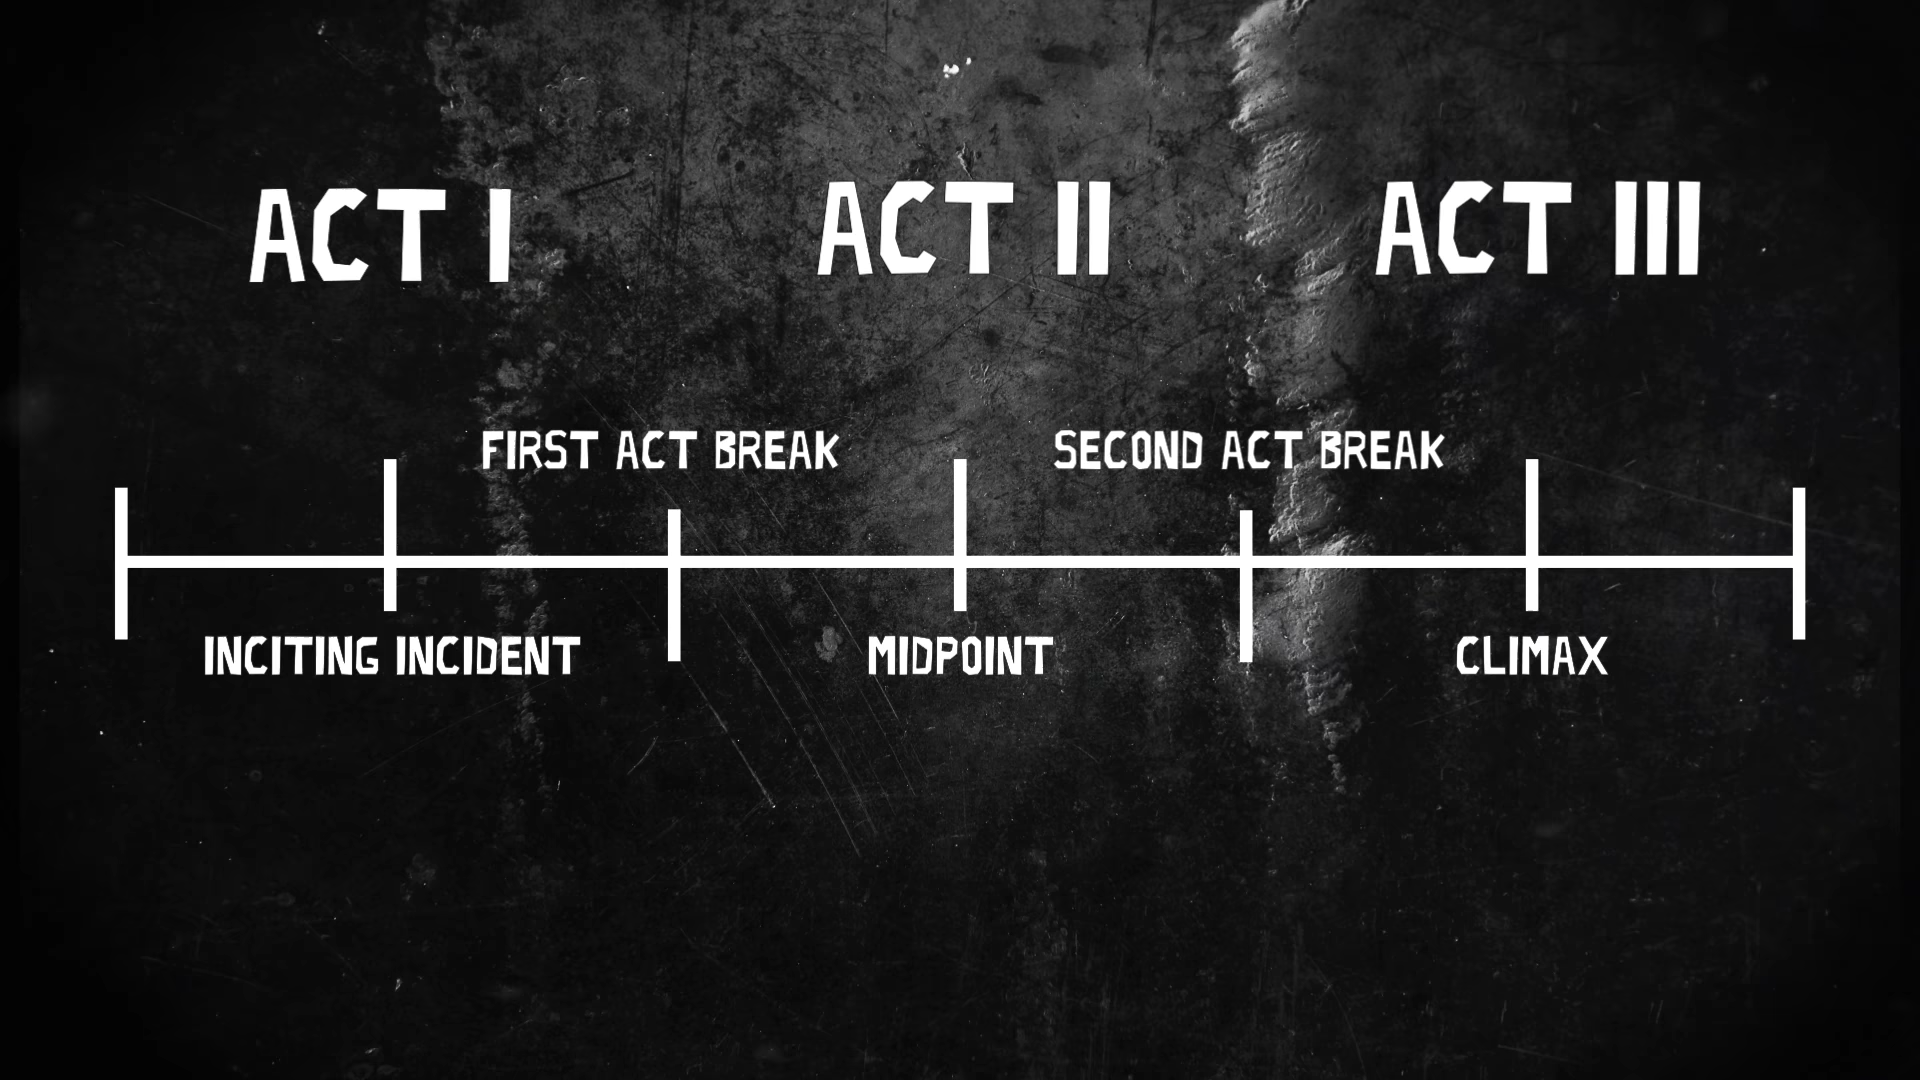 ACT I
ACT II
ACT III
FIRST ACT BREAK
SECOND ACT BREAK
INCITING INCIDENT
MIDPOINT
CLIMAX